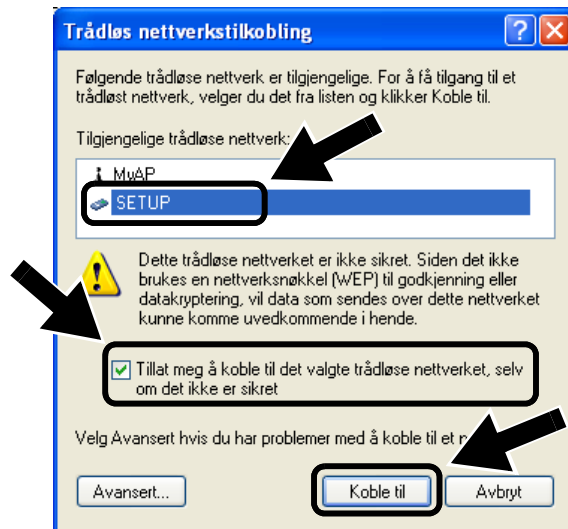 Trådløs nettverkstilkobling
Følgende trådløse nettverk er tilgjengelige. For å få tilgang til et
trådløst nettverk, velger du det fra listen og klikker Koble til.
Tilgjengelige trådløse nettverk:
MyAP
SETUP
Dette trådløse nettverket er ikke sikret. Siden det ikke
brukes en nettverksnøkkel (WEP) til godkjenning eller
datakryptering, vil data som sendes over dette nettverket
kunne komme uvedkommende i hende.
Tillat meg å koble til det valgte trådløse nettverket, selv
om det ikke er sikret
Velg Avansert hvis du har problemer med å koble til et
Avansert...
Koble til
Avbryt